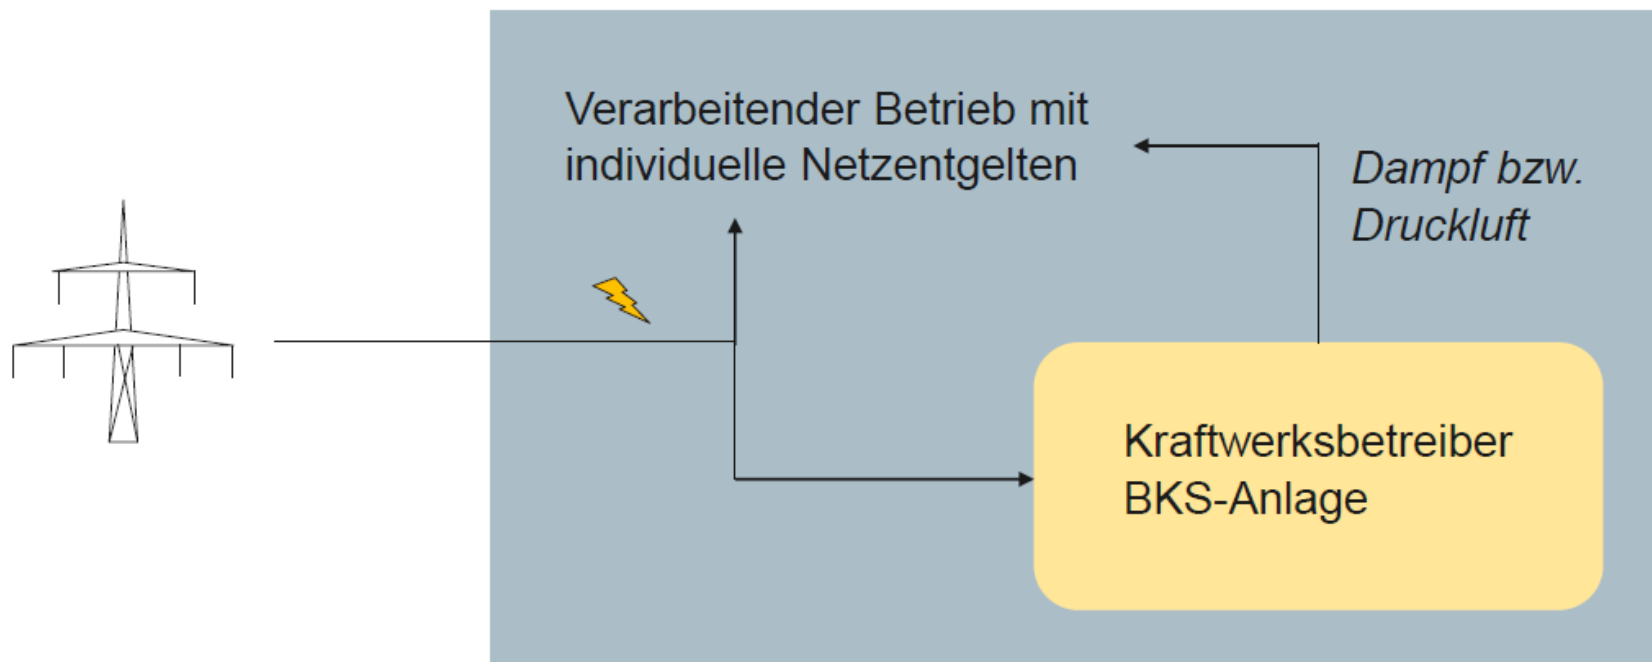 Verarbeitender Betrieb mit
individuelle Netzentgelten
Dampf bzw.
Druckluft
Kraftwerksbetreiber
BKS-Anlage